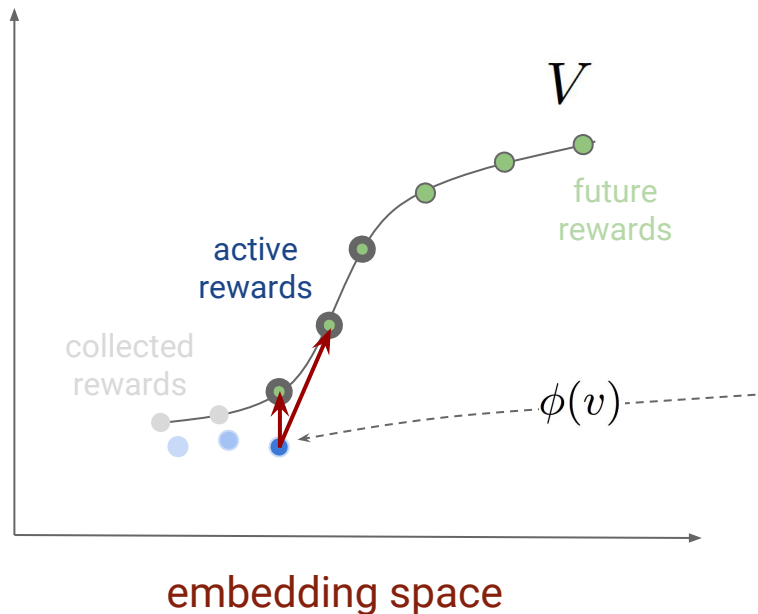 V
future
rewards
active
rewards
collected
rewards
ϕ(v)
embedding space